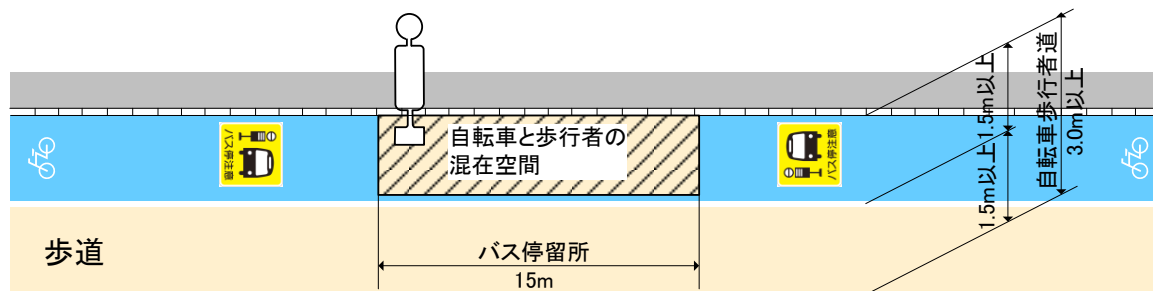 自転車と歩行者の
混在空間
バス停注意
バス停注意
歩道
バス停留所
15m
1.5m以上
1.5m以上
自転車歩行者道
3.0m以上